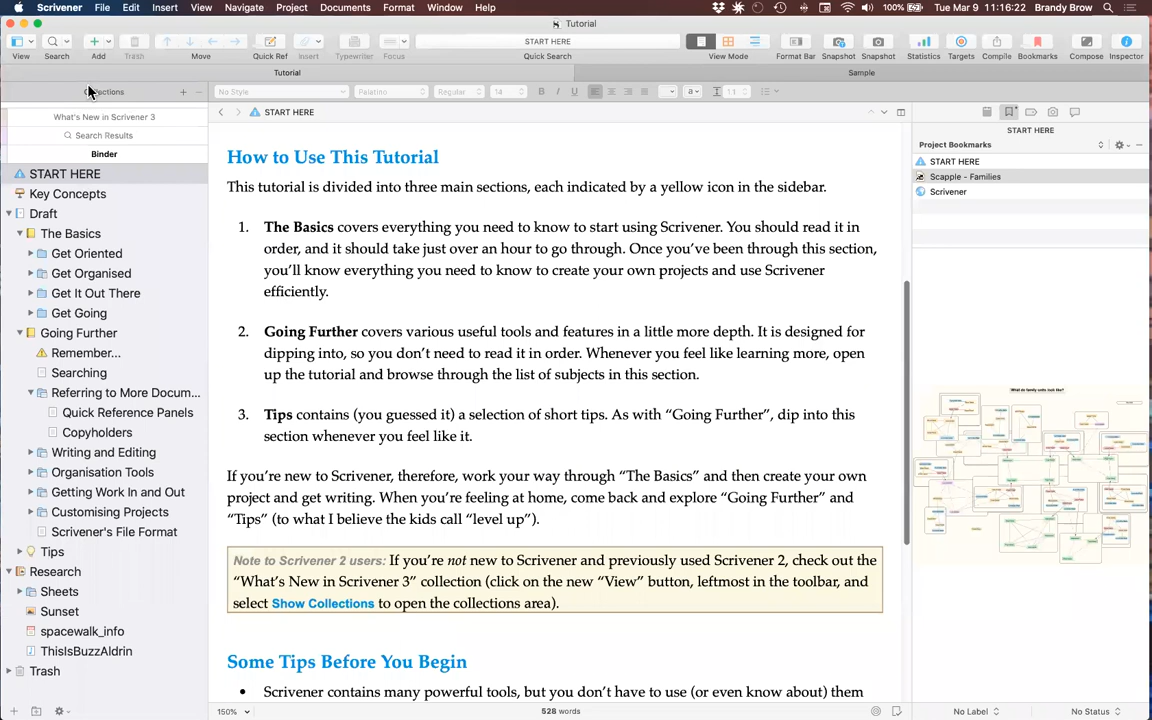 Scrivener File Edit Insert View Navigate Project Documents Format Window Help
100% Tue Mar 9 11:16:22 Brandy Brow
Tutorial
START HERE
View Search Add Trash Move Quick Ref Insert Typewriter Focus Quick Search View Mode Format Bar Snapshot Snapshot Statistics Targets Compile Bookmarks Compose Inspector
Tutorial Sample
No Style Palatino Regular 14 B I U a 11
What's New in Scrivener 3
Search Results
Binder
START HERE
Key Concepts
Draft
The Basics
Get Oriented
Get Organised
Get It Out There
Get Going
Going Further
Remember...
Searching
Referring to More Docum...
Quick Reference Panels
Copyholders
Writing and Editing
Organisation Tools
Getting Work In and Out
Customising Projects
Scrivener's File Format
Tips
Research
Sheets
Sunset
spacewalk_info
ThisIsBuzzAldrin
Trash
START HERE
How to Use This Tutorial
This tutorial is divided into three main sections, each indicated by a yellow icon in the sidebar.
1. The Basics covers everything you need to know to start using Scrivener. You should read it in
order, and it should take just over an hour to go through. Once you've been through this section,
you'll know everything you need to know to create your own projects and use Scrivener
efficiently.
2. Going Further covers various useful tools and features in a little more depth. It is designed for
dipping into, so you don't need to read it in order. Whenever you feel like learning more, open
up the tutorial and browse through the list of subjects in this section.
3. Tips contains (you guessed it) a selection of short tips. As with "Going Further", dip into this
section whenever you feel like it.
If you're new to Scrivener, therefore, work your way through "The Basics" and then create your own
project and get writing. When you're feeling at home, come back and explore "Going Further" and
"Tips" (to what I believe the kids call "level up").
Note to Scrivener 2 users: If you're not new to Scrivener and previously used Scrivener 2, check out the
"What's New in Scrivener 3" collection (click on the new "View" button, leftmost in the toolbar, and
select Show Collections to open the collections area).
Some Tips Before You Begin
• Scrivener contains many powerful tools, but you don't have to use (or even know about) them
150% 528 words
START HERE
Project Bookmarks
START HERE
Scapple - Families
Scrivener
What do family units look like?
No Label No Status